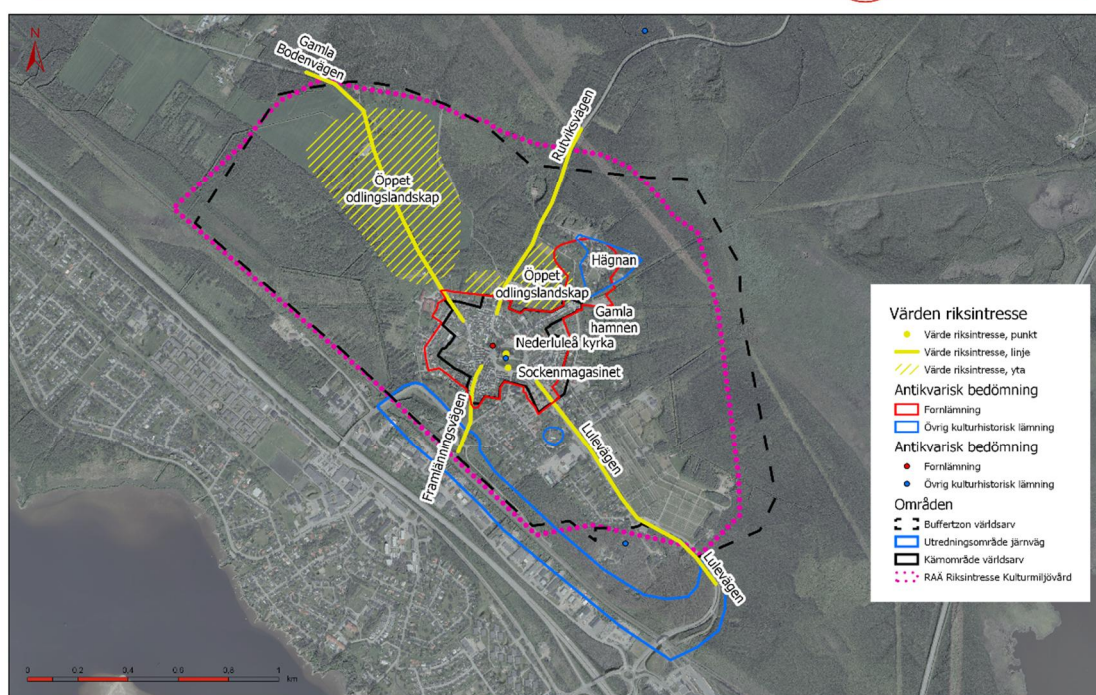 N
Gamla
Bodenvägen
Rutviksvägen
Öppet
odlingslandskap
Hägnan
Öppet
odlingslandskap
Gamla
hamnen
Nederluleå kyrka
Sockenmagasinet
Framlänningsvägen
Lulevägen
Lulevägen
Värden riksintresse
Värde riksintresse, punkt
Värde riksintresse, linje
Värde riksintresse, yta
Antikvarisk bedömning
Fornlämning
Övrig kulturhistorisk lämning
Antikvarisk bedömning
Fornlämning
Övrig kulturhistorisk lämning
Områden
Buffertzon världsarv
Utredningsområde järnväg
Kärnområde världsarv
RAÄ Riksintresse Kulturmiljövård
0 0.2 0.4 0.6 0.8 1
km